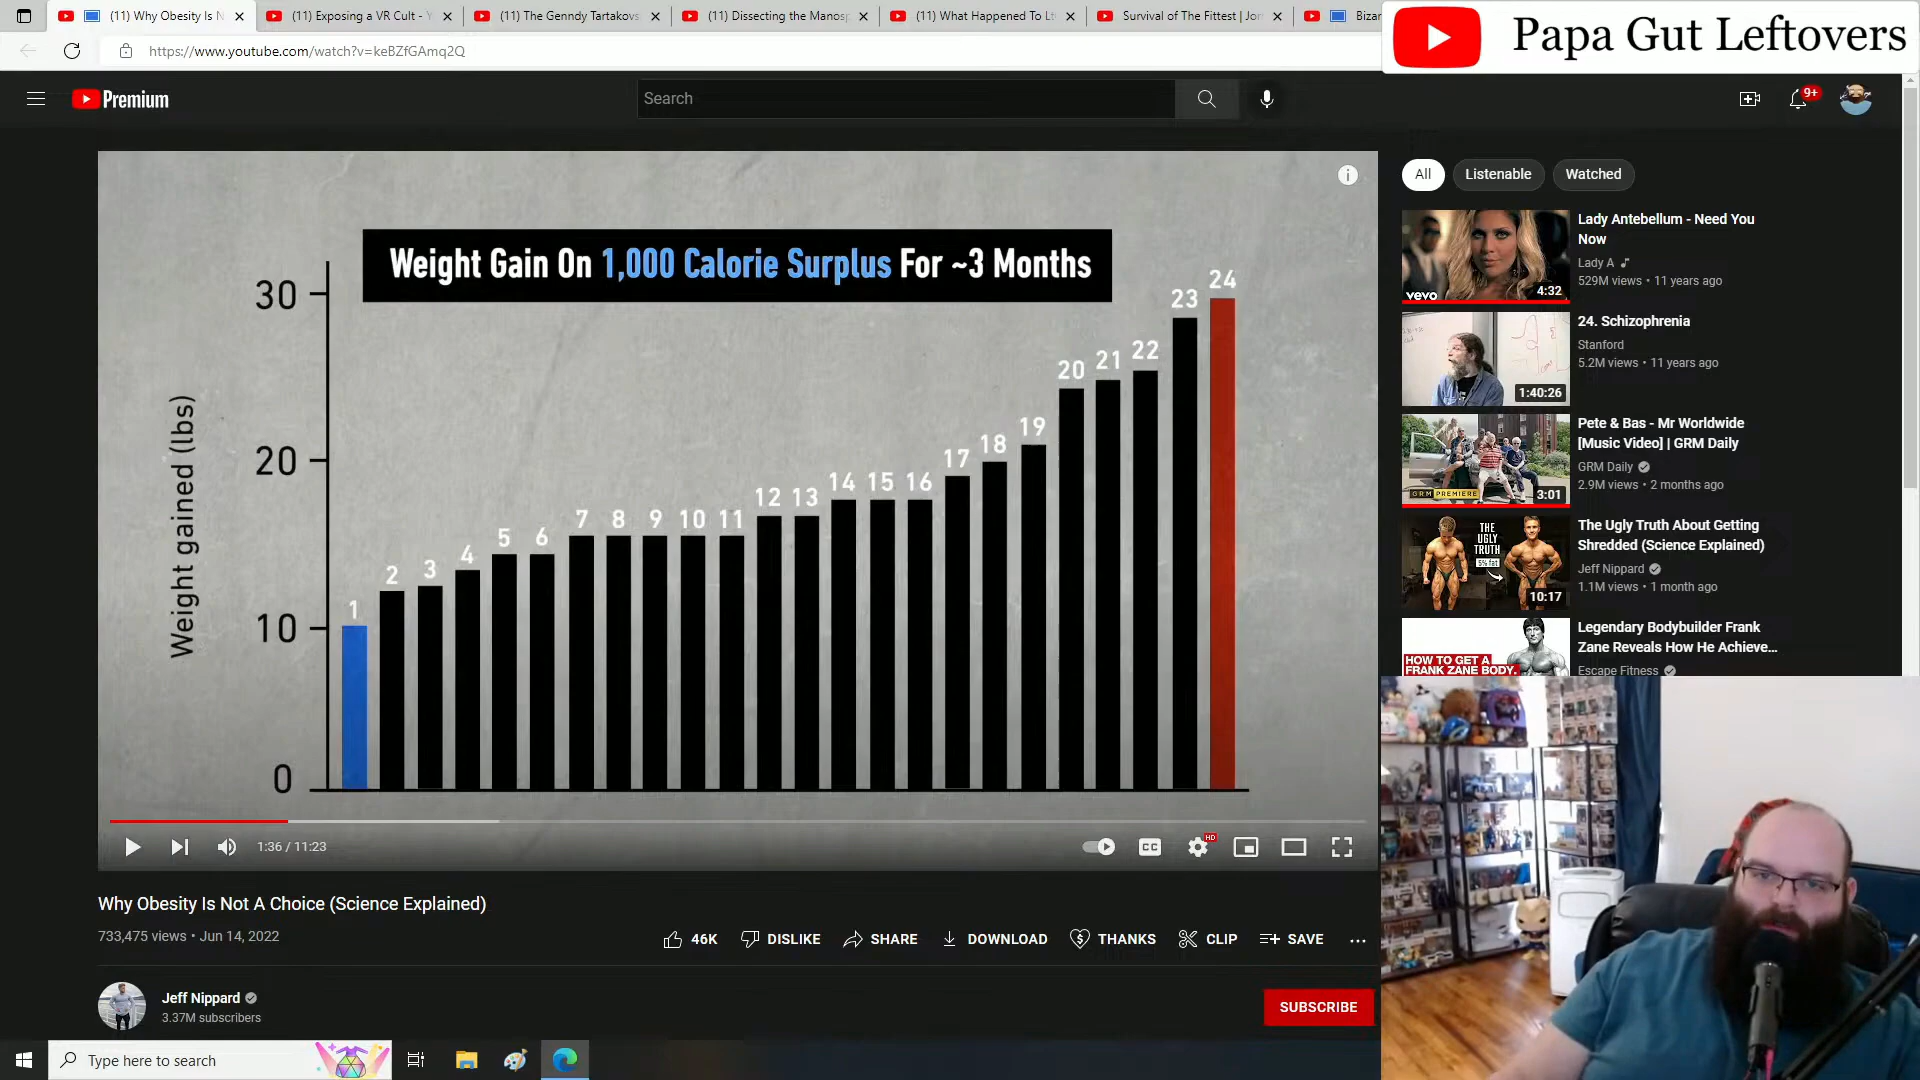 (11) Why Obesity Is N
(11) Exposing a VR Cult - Y
(11) The Genndy Tartakovs
(11) Dissecting the Manosp
(11) What Happened To Lt
Survival of The Fittest | Jon
Bizar
Papa Gut Leftovers
https://www.youtube.com/watch?v=keBZfGAmq2Q
Premium
Search
9+
All
Listenable
Watched
Weight Gain On 1,000 Calorie Surplus For ~3 Months
Weight gained (lbs)
30
20
10
0
1
2
3
4
5
6
7
8
9
10
11
12
13
14
15
16
17
18
19
20
21
22
23
24
Lady Antebellum - Need You
Now
Lady A
529M views • 11 years ago
vevo
4:32
24. Schizophrenia
Stanford
5.2M views • 11 years ago
1:40:26
Pete & Bas - Mr Worldwide
[Music Video] | GRM Daily
GRM Daily
2.9M views • 2 months ago
GRM PREMIERE
3:01
The Ugly Truth About Getting
Shredded (Science Explained)
Jeff Nippard
1.1M views • 1 month ago
THE
UGLY
TRUTH
5% fat
10:17
Legendary Bodybuilder Frank
Zane Reveals How He Achieve...
Escape Fitness
HOW TO GET A
FRANK ZANE BODY.
1:36 / 11:23
CC
HD
Why Obesity Is Not A Choice (Science Explained)
733,475 views • Jun 14, 2022
46K
DISLIKE
SHARE
DOWNLOAD
THANKS
CLIP
SAVE
...
Jeff Nippard
3.37M subscribers
SUBSCRIBE
Type here to search